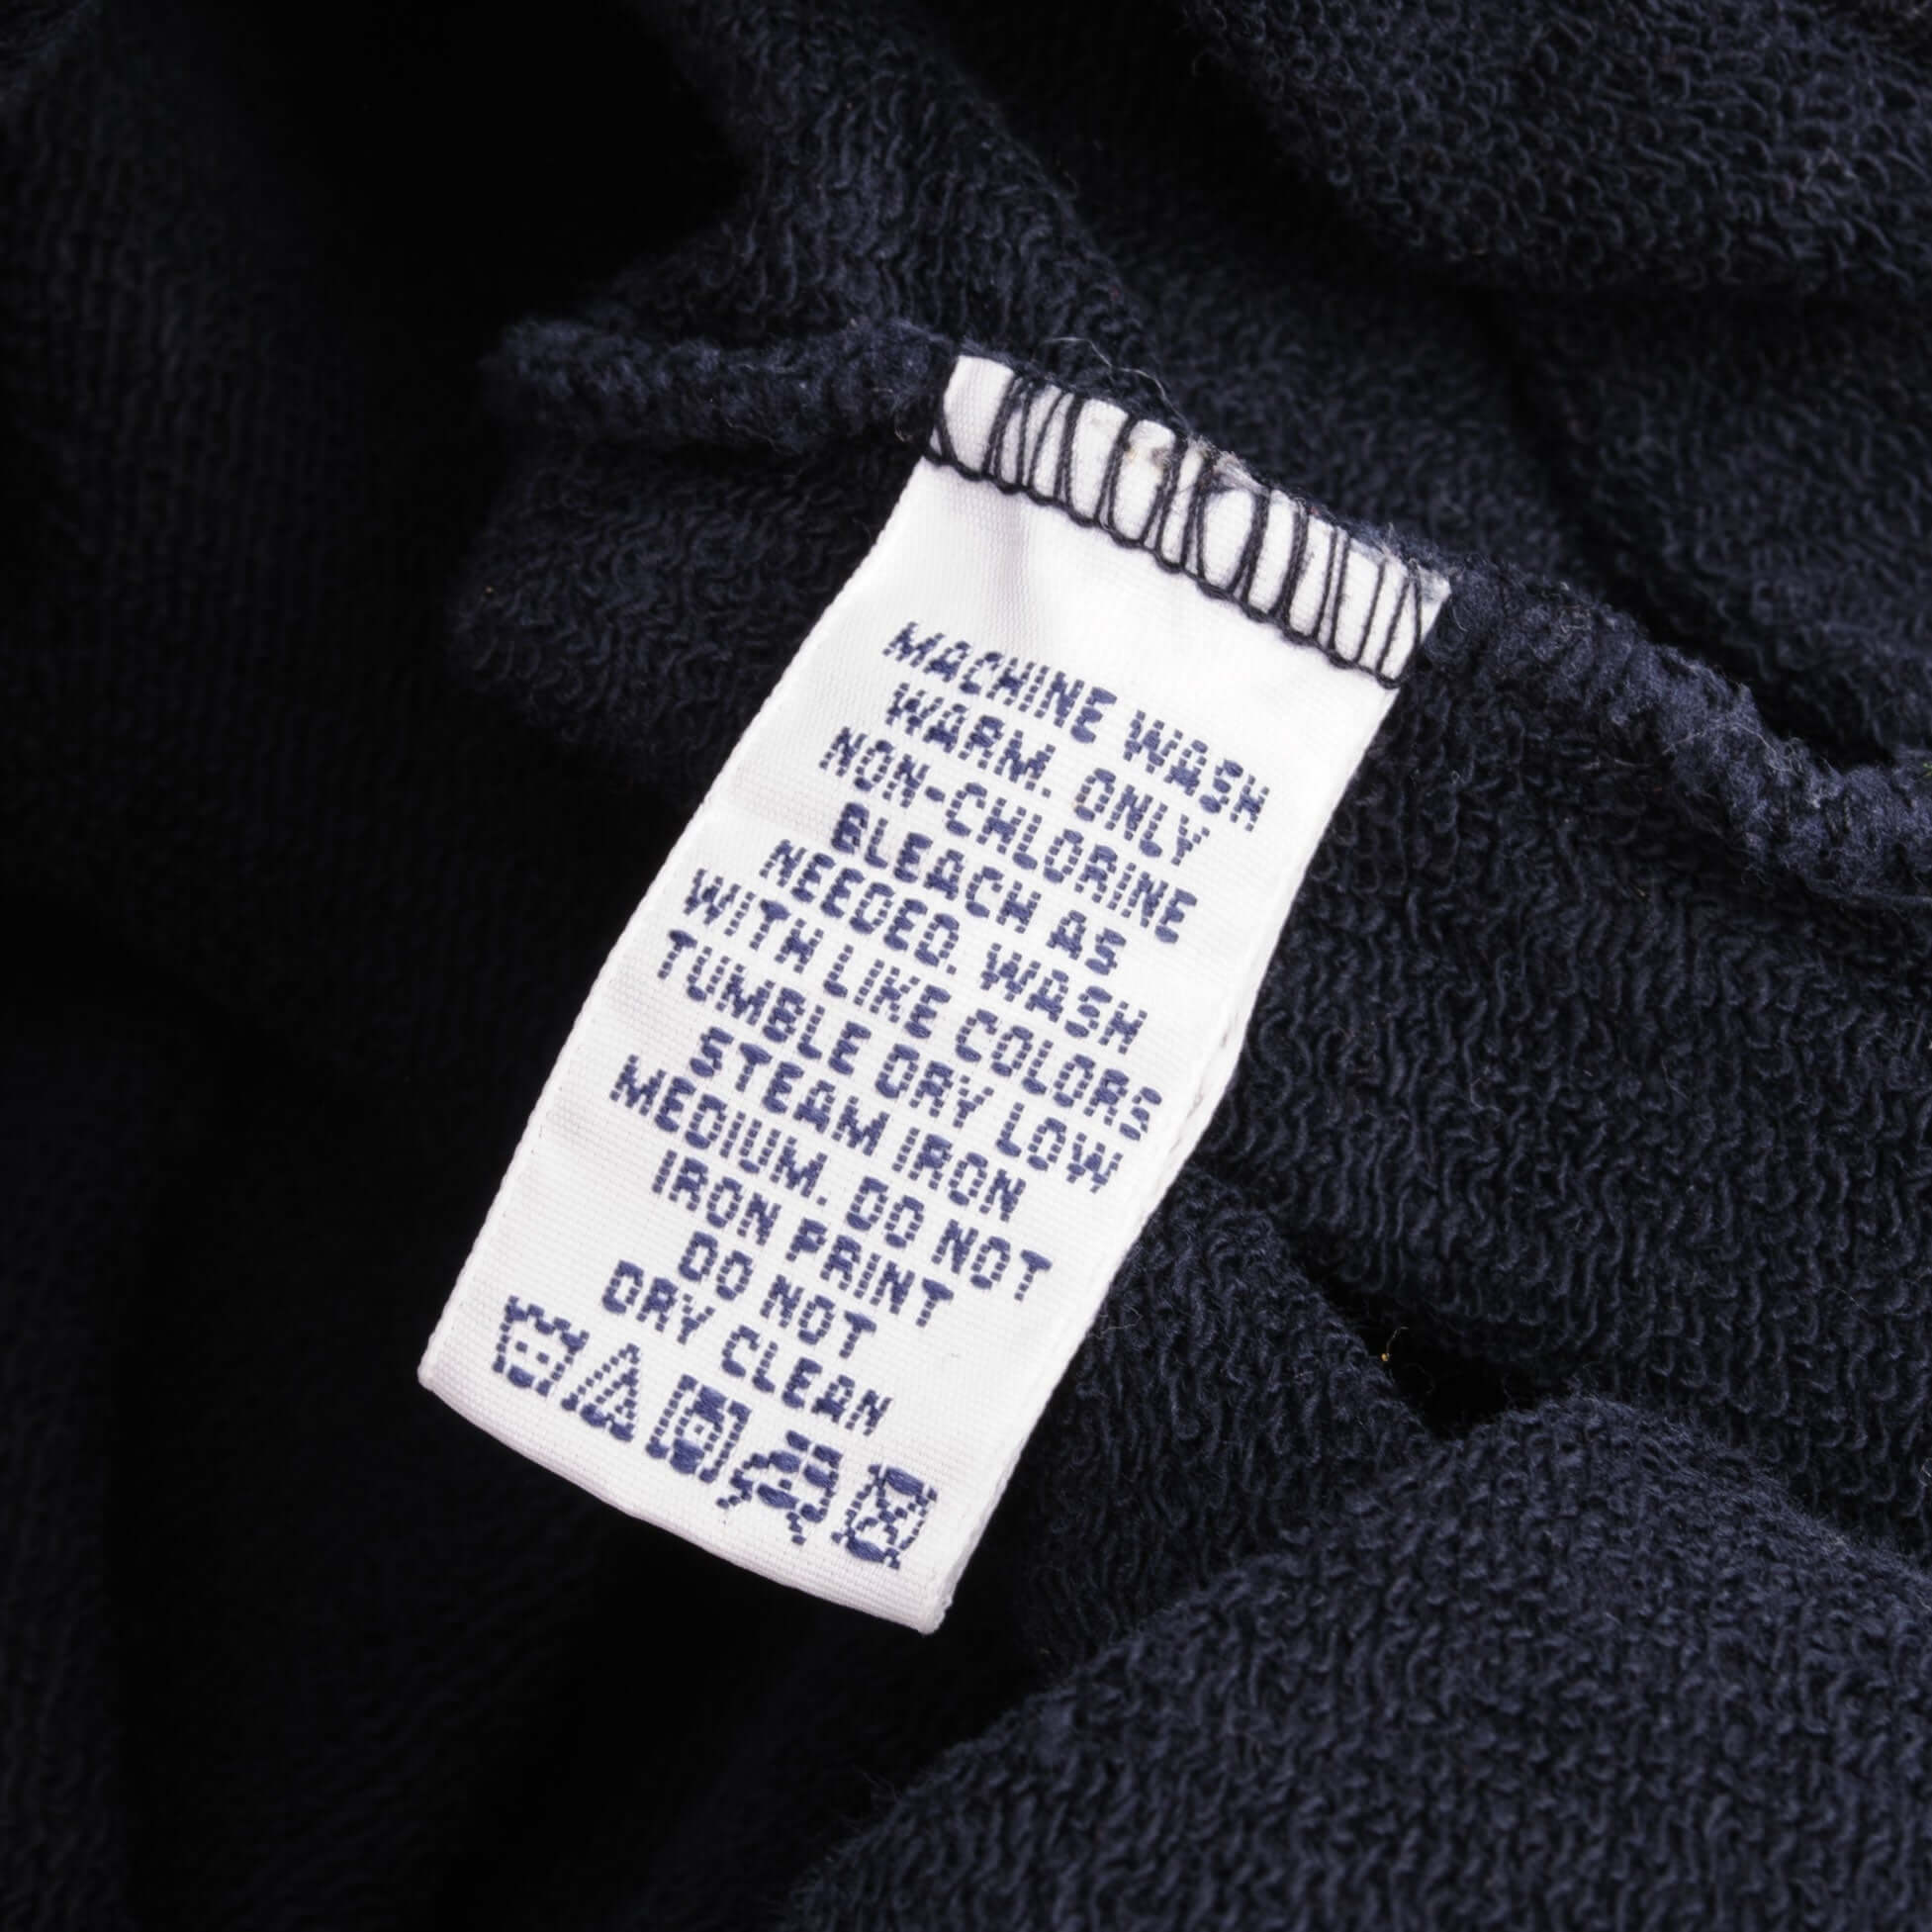 MACHINE WASH
WARM. ONLY
NON-CHLORINE
BLEACH AS
NEEDED. WASH
WITH LIKE COLORS
TUMBLE DRY LOW
STEAM IRON
MEDIUM. DO NOT
IRON PRINT
DO NOT
DRY CLEAN